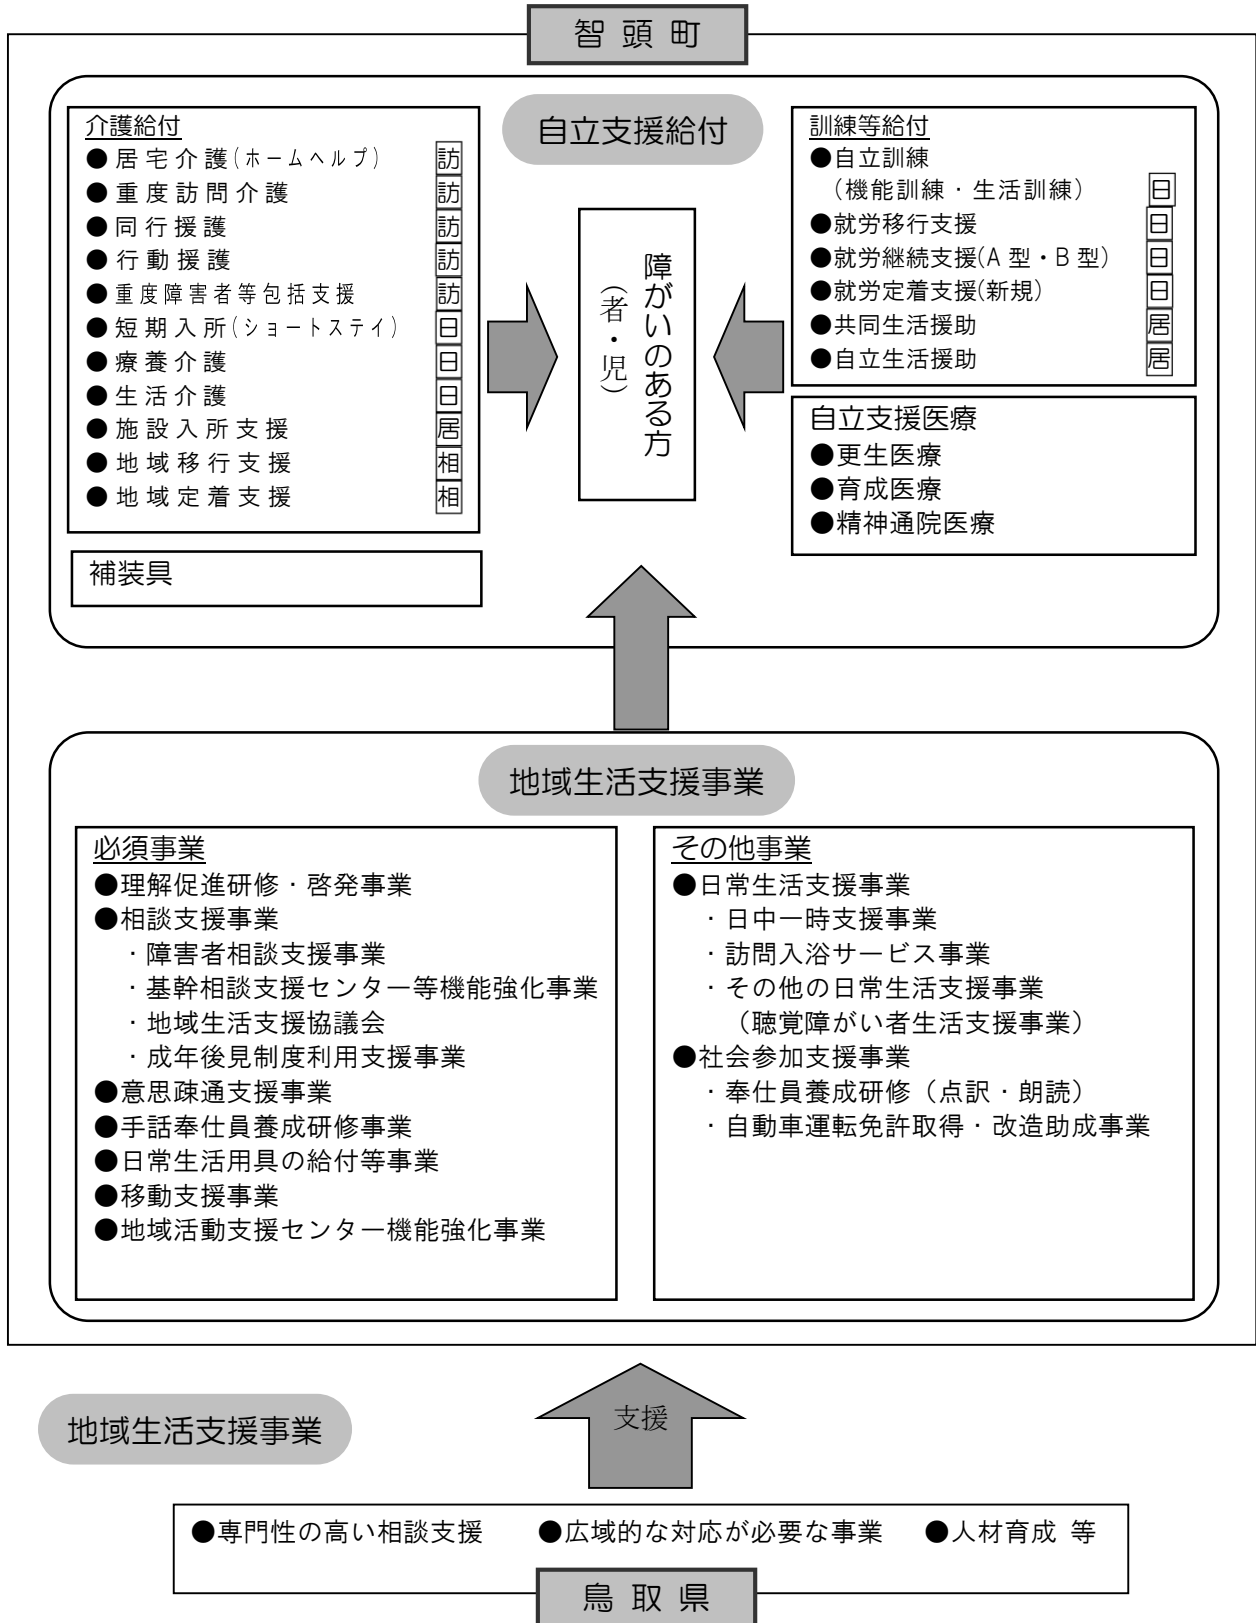 智 頭 町
自立支援給付
介護給付
●居宅介護(ホームヘルプ) 訪
●重度訪問介護 訪
●同行援護 訪
●行動援護 訪
●重度障害者等包括支援 訪
●短期入所(ショートステイ) 日
●療養介護 日
●生活介護 日
●施設入所支援 居
●地域移行支援 相
●地域定着支援 相
補装具
障がいのある方
(者・児)
訓練等給付
●自立訓練
(機能訓練・生活訓練) 日
●就労移行支援 日
●就労継続支援(A型・B型) 日
●就労定着支援(新規) 日
●共同生活援助 居
●自立生活援助 居
自立支援医療
●更生医療
●育成医療
●精神通院医療
地域生活支援事業
必須事業
●理解促進研修・啓発事業
●相談支援事業
・障害者相談支援事業
・基幹相談支援センター等機能強化事業
・地域生活支援協議会
・成年後見制度利用支援事業
●意思疎通支援事業
●手話奉仕員養成研修事業
●日常生活用具の給付等事業
●移動支援事業
●地域活動支援センター機能強化事業
その他事業
●日常生活支援事業
・日中一時支援事業
・訪問入浴サービス事業
・その他の日常生活支援事業
(聴覚障がい者生活支援事業)
●社会参加支援事業
・奉仕員養成研修(点訳・朗読)
・自動車運転免許取得・改造助成事業
支援
地域生活支援事業
●専門性の高い相談支援 ●広域的な対応が必要な事業 ●人材育成 等
鳥 取 県